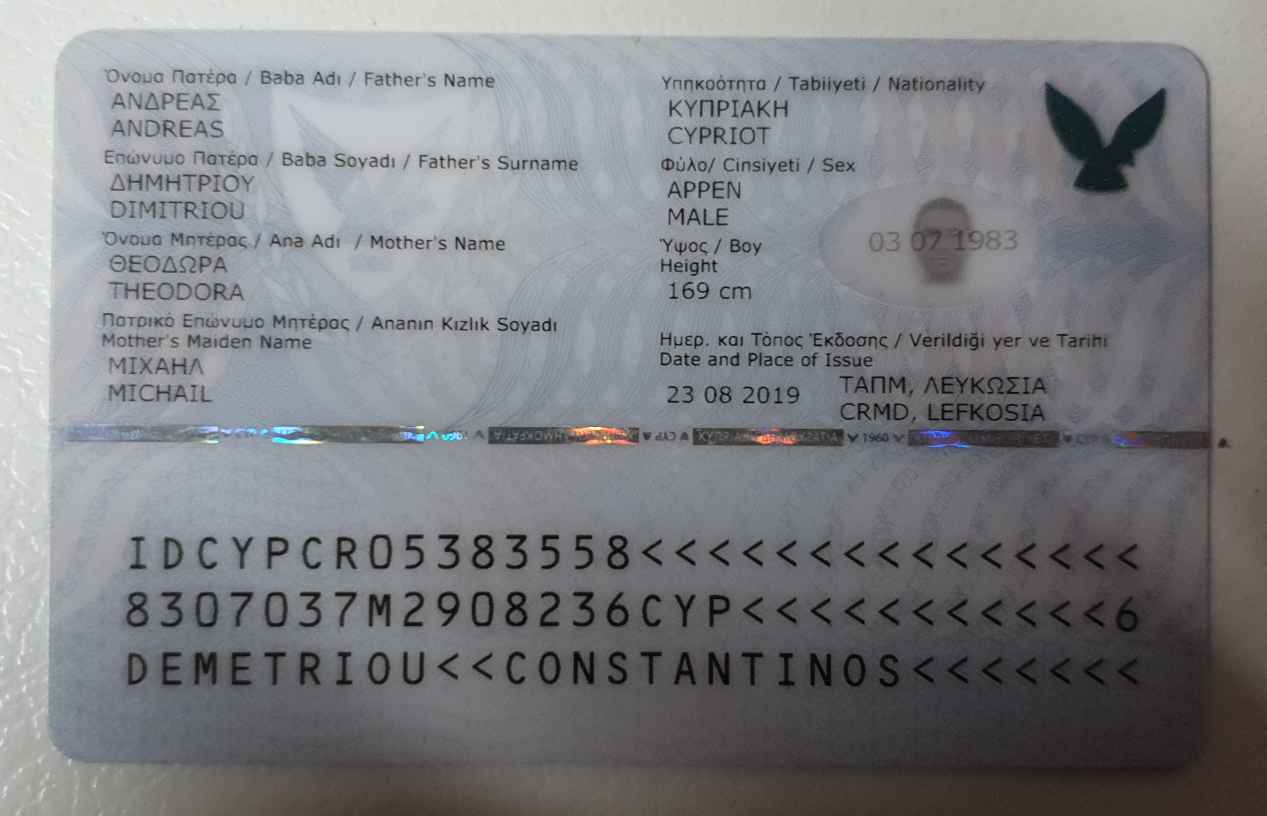 Όνομα Πατέρα / Baba Adı / Father's Name
ΑΝΔΡΕΑΣ
ANDREAS
Επώνυμο Πατέρα / Baba Soyadı / Father's Surname
ΔΗΜΗΤΡΙΟΥ
DIMITRIOU
Όνομα Μητέρας / Ana Adı / Mother's Name
ΘΕΟΔΩΡΑ
THEODORA
Πατρικό Επώνυμο Μητέρας / Ananın Kızlık Soyadı
Mother's Maiden Name
ΜΙΧΑΗΛ
MICHAIL
Υπηκοότητα / Tabiiyeti / Nationality
ΚΥΠΡΙΑΚΗ
CYPRIOT
Φύλο/ Cinsiyeti / Sex
ΑΡΡΕΝ
MALE
Ύψος / Boy
Height
169 cm
03 07 1983
Ημερ. και Τόπος Έκδοσης / Verildiği yer ve Tarihi
Date and Place of Issue
23 08 2019
ΤΑΠΜ, ΛΕΥΚΩΣΙΑ
CRMD, LEFKOSIA
CYP
1960
IDCYPCR05383558<<<<<<<<<<<<<<<
8307037M2908236CYP<<<<<<<<<<<6
DEMETRIOU<<CONSTANTINOS<<<<<<<